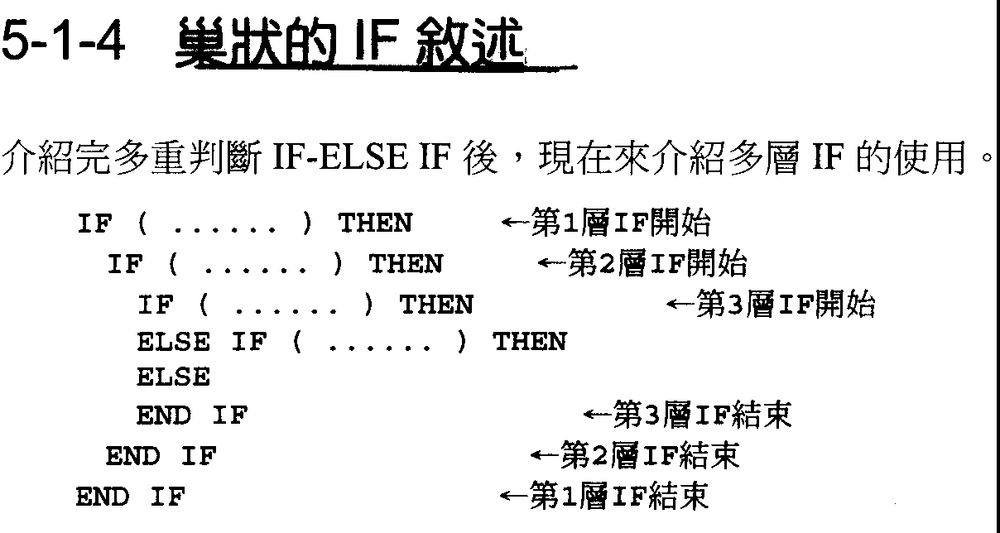 5-1-4 巢狀的 IF 敘述
介紹完多重判斷 IF-ELSE IF 後，現在來介紹多層 IF 的使用。
IF ( ...... ) THEN ←第1層IF開始
IF ( ...... ) THEN ←第2層IF開始
IF ( ...... ) THEN ←第3層IF開始
ELSE IF ( ...... ) THEN
ELSE
END IF ←第3層IF結束
END IF ←第2層IF結束
END IF ←第1層IF結束